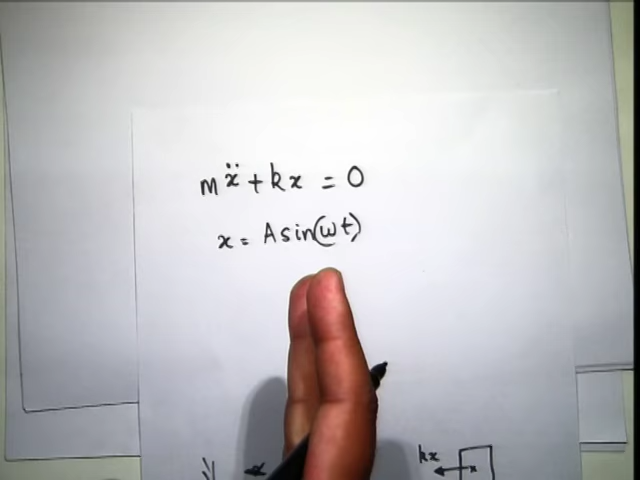 mẍ + kx = 0
x = A sin(ωt)
kx
x